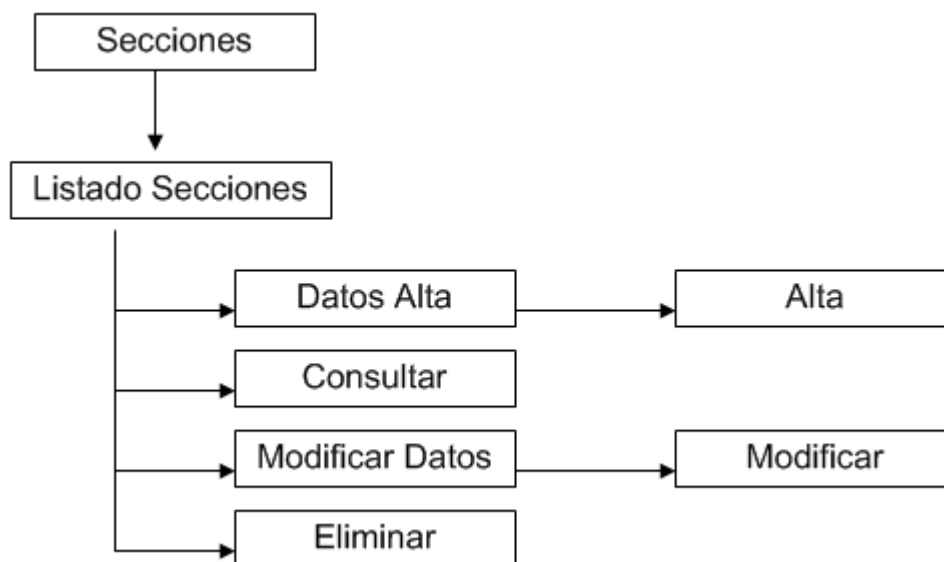 Secciones
Listado Secciones
Datos Alta
Alta
Consultar
Modificar Datos
Modificar
Eliminar